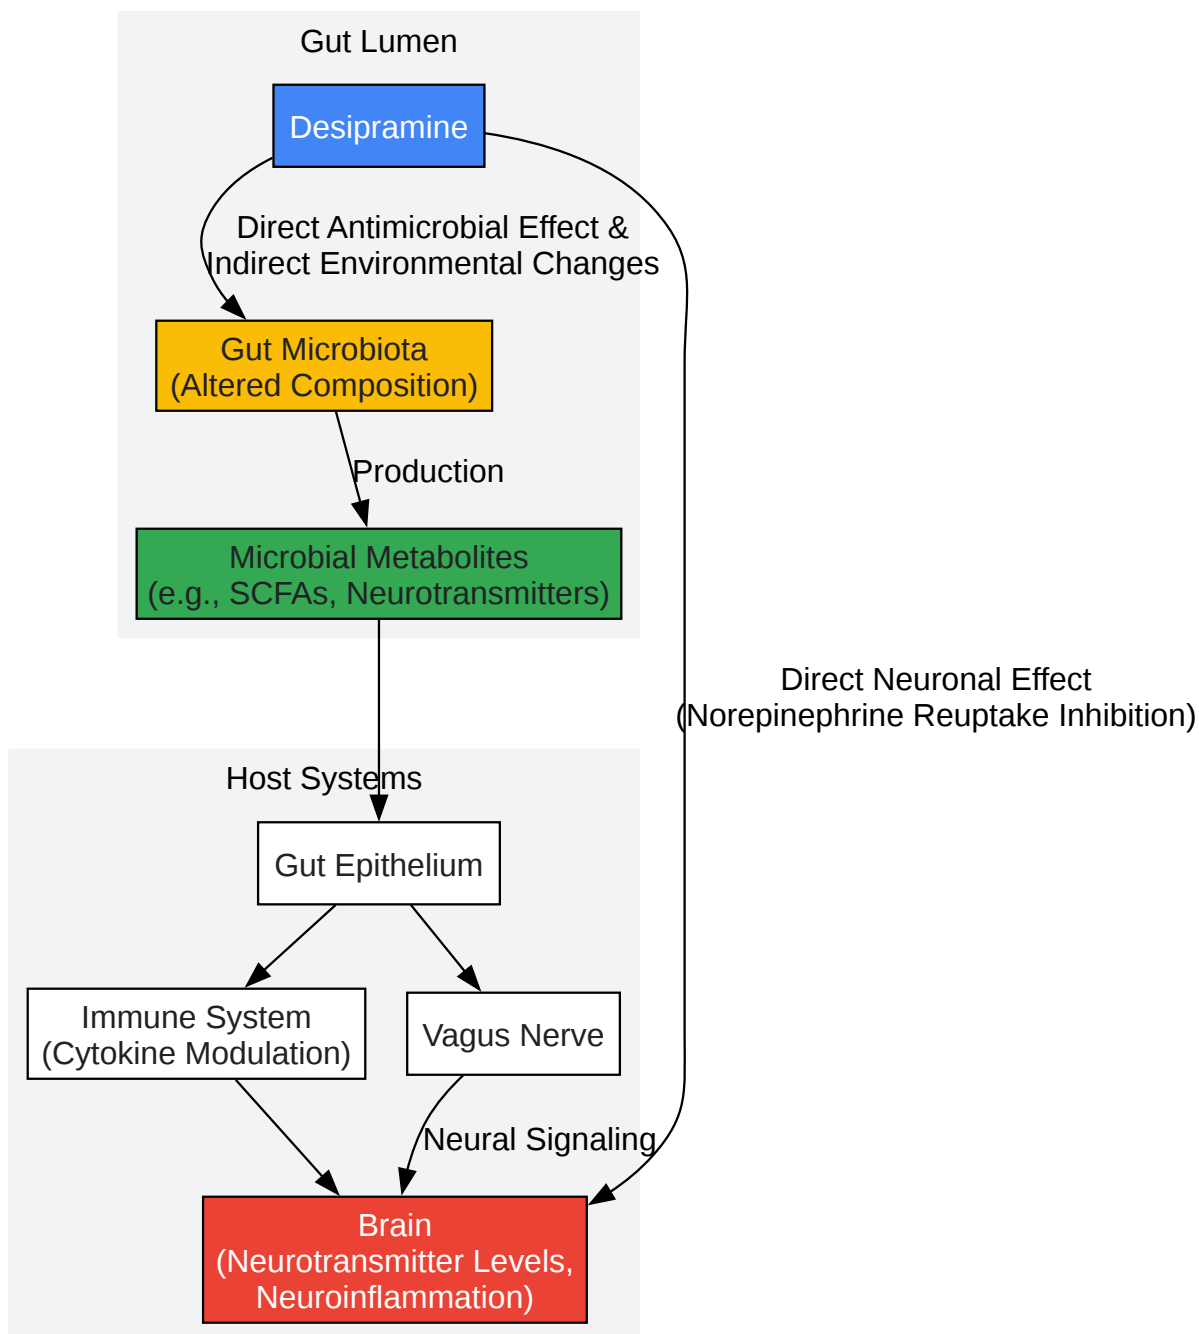 Gut Lumen
Desipramine
Direct Antimicrobial Effect &
Indirect Environmental Changes
Gut Microbiota
(Altered Composition)
Production
Microbial Metabolites
(e.g., SCFAs, Neurotransmitters)
Direct Neuronal Effect
(Norepinephrine Reuptake Inhibition)
Host Systems
Gut Epithelium
Immune System
(Cytokine Modulation)
Vagus Nerve
Neural Signaling
Brain
(Neurotransmitter Levels,
Neuroinflammation)